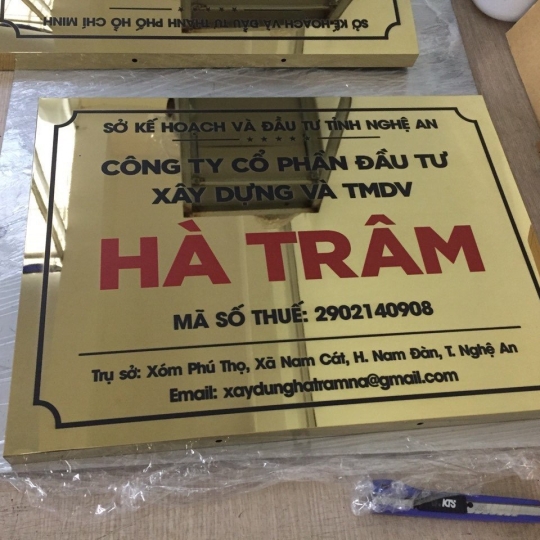 SỞ KẾ HOẠCH VÀ ĐẦU TƯ THÀNH PHỐ HỒ CHÍ MINH
SỞ KẾ HOẠCH VÀ ĐẦU TƯ TỈNH NGHỆ AN
CÔNG TY CỔ PHẦN ĐẦU TƯ
XÂY DỰNG VÀ TMDV
HÀ TRÂM
MÃ SỐ THUẾ: 2902140908
Trụ sở: Xóm Phú Thọ, Xã Nam Cát, H. Nam Đàn, T. Nghệ An
Email: xaydunghatramna@gmail.com
KTS